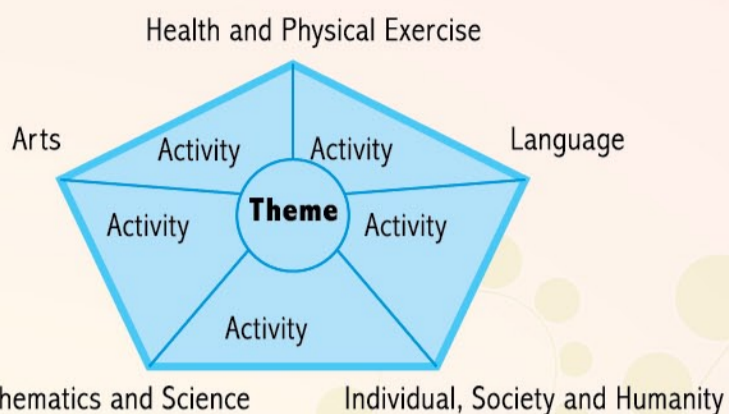 Health and Physical Exercise
Arts
Language
Activity
Activity
Theme
Activity
Activity
Activity
hematics and Science
Individual, Society and Humanity